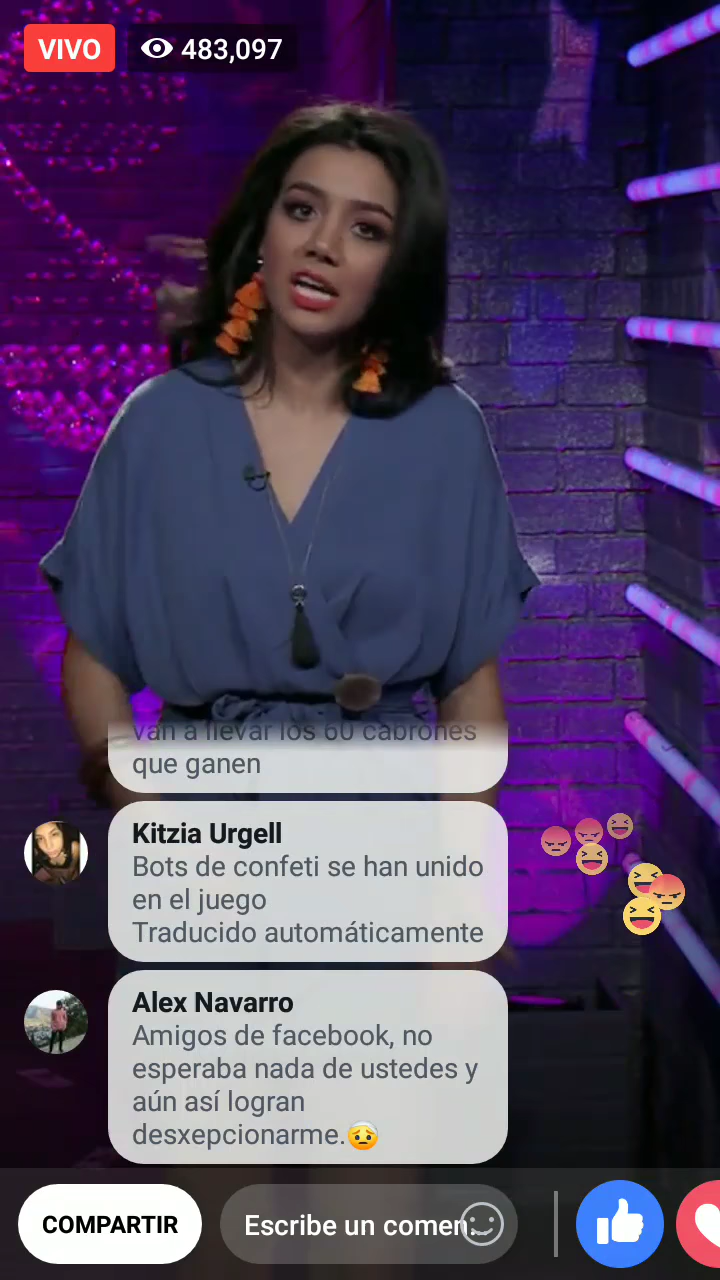 VIVO
483,097
van a llevar los 60 cabrones
que ganen
Kitzia Urgell
Bots de confeti se han unido
en el juego
Traducido automáticamente
Alex Navarro
Amigos de facebook, no
esperaba nada de ustedes y
aún así logran
desxepcionarme.🤕
COMPARTIR
Escribe un comen.